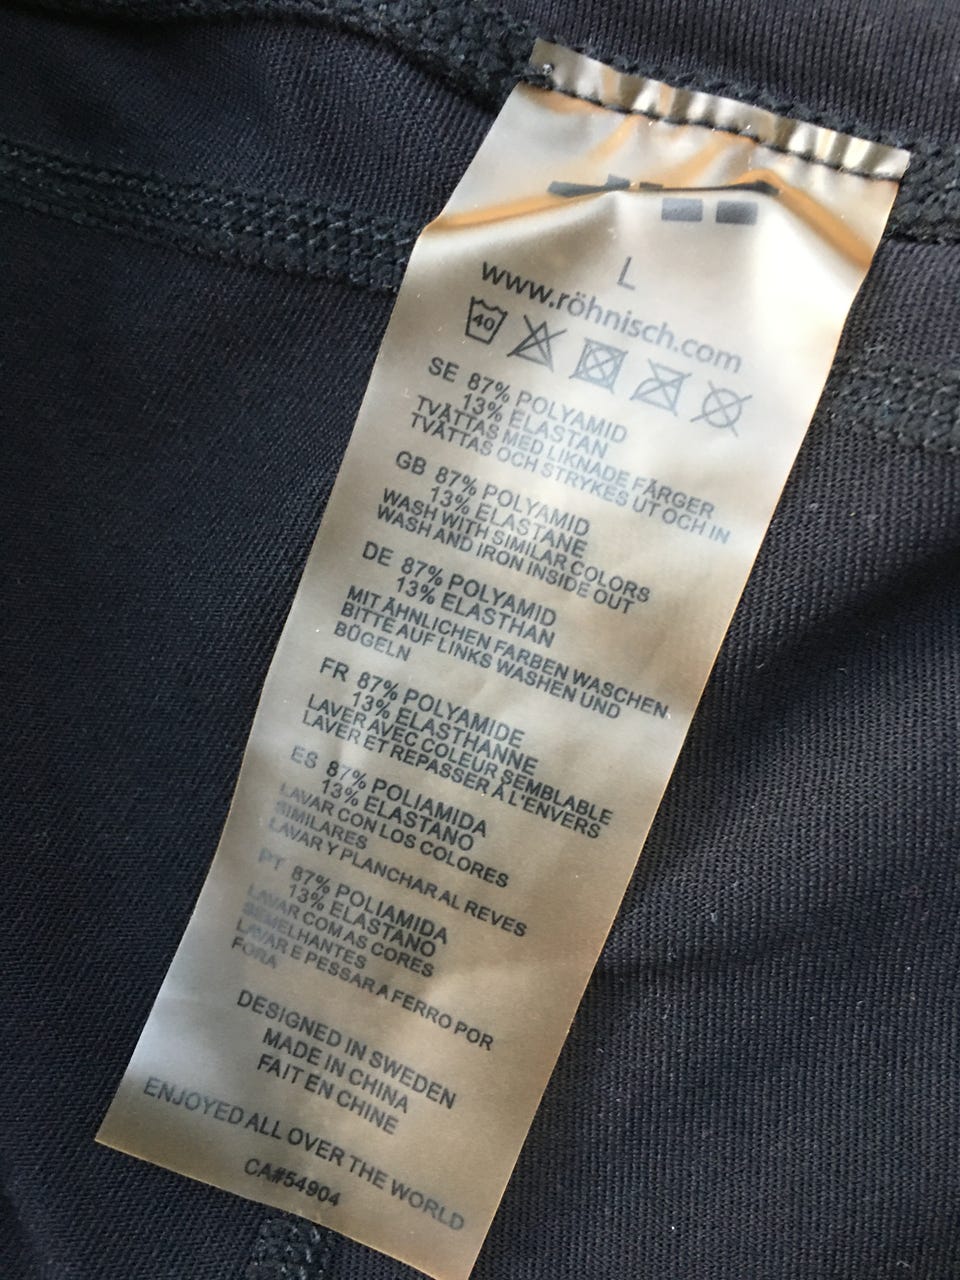 L
www.röhnisch.com
40
SE 87% POLYAMID
13% ELASTAN
TVÄTTAS MED LIKNADE FÄRGER
TVÄTTAS OCH STRYKES UT OCH IN
GB 87% POLYAMID
13% ELASTANE
WASH WITH SIMILAR COLORS
WASH AND IRON INSIDE OUT
DE 87% POLYAMID
13% ELASTHAN
MIT ÄHNLICHEN FARBEN WASCHEN
BITTE AUF LINKS WASHEN UND
BÜGELN
FR 87% POLYAMIDE
13% ELASTHANNE
LAVER AVEC COLEUR SEMBLABLE
LAVER ET REPASSER À L'ENVERS
ES 87% POLIAMIDA
13% ELASTANO
LAVAR CON LOS COLORES
SIMILARES
LAVAR Y PLANCHAR AL REVES
PT 87% POLIAMIDA
13% ELASTANO
LAVAR COM AS CORES
SEMELHANTES
LAVAR E PESSAR A FERRO POR
FORA
DESIGNED IN SWEDEN
MADE IN CHINA
FAIT EN CHINE
ENJOYED ALL OVER THE WORLD
CA#54904